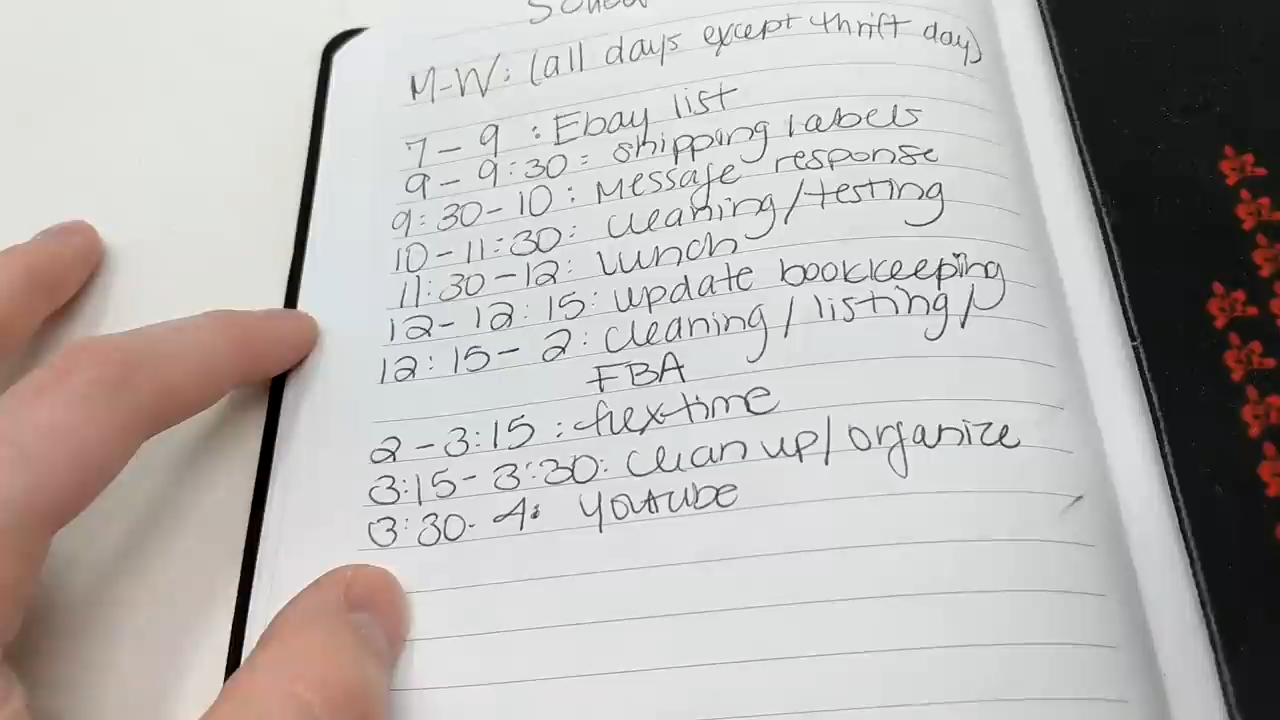 M-W: (all days except thrift day)
7-9 : Ebay list
9-9:30: shipping labels
9:30-10: Message response
10-11:30: cleaning/testing
11:30-12: lunch
12-12:15: update bookkeeping
12:15-2: cleaning/listing/
FBA
2-3:15: flex-time
3:15-3:30: clean up/organize
3:30-4: youtube